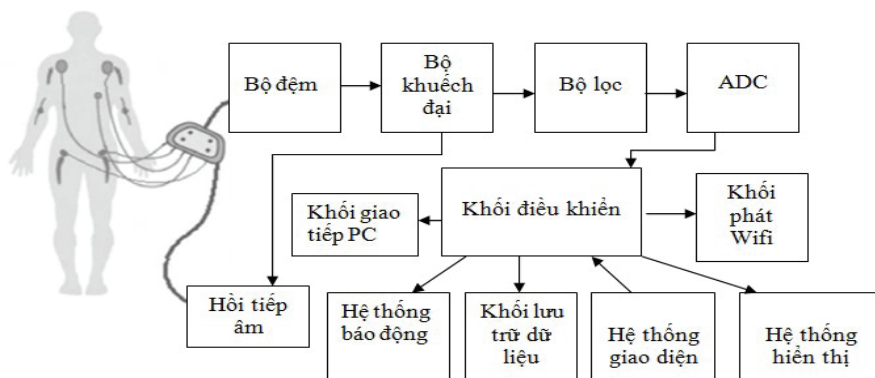 Bộ đệm
Bộ
khuếch
đại
Bộ lọc
ADC
Khối giao
tiếp PC
Khối điều khiển
Khối
phát
Wifi
Hồi tiếp
âm
Hệ thống
báo động
Khối lưu
trữ dữ
liệu
Hệ thống
giao diện
Hệ thống
hiển thị